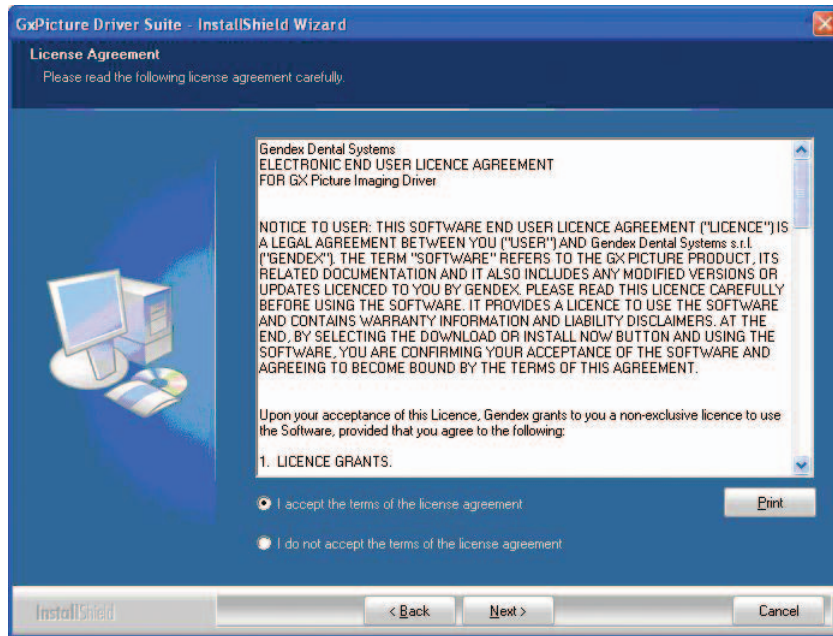 GxPicture Driver Suite - InstallShield Wizard
License Agreement
Please read the following license agreement carefully.
Gendex Dental Systems
ELECTRONIC END USER LICENCE AGREEMENT
FOR GX Picture Imaging Driver
NOTICE TO USER: THIS SOFTWARE END USER LICENCE AGREEMENT ("LICENCE") IS
A LEGAL AGREEMENT BETWEEN YOU ("USER") AND Gendex Dental Systems s.r.l.
("GENDEX"). THE TERM "SOFTWARE" REFERS TO THE GX PICTURE PRODUCT, ITS
RELATED DOCUMENTATION AND IT ALSO INCLUDES ANY MODIFIED VERSIONS OR
UPDATES LICENCED TO YOU BY GENDEX. PLEASE READ THIS LICENCE CAREFULLY
BEFORE USING THE SOFTWARE. IT PROVIDES A LICENCE TO USE THE SOFTWARE
AND CONTAINS WARRANTY INFORMATION AND LIABILITY DISCLAIMERS. AT THE
END, BY SELECTING THE DOWNLOAD OR INSTALL NOW BUTTON AND USING THE
SOFTWARE, YOU ARE CONFIRMING YOUR ACCEPTANCE OF THE SOFTWARE AND
AGREEING TO BECOME BOUND BY THE TERMS OF THIS AGREEMENT.
Upon your acceptance of this Licence, Gendex grants to you a non-exclusive licence to use
the Software, provided that you agree to the following:
1. LICENCE GRANTS.
I accept the terms of the license agreement
Print
I do not accept the terms of the license agreement
InstallShield
< Back
Next >
Cancel